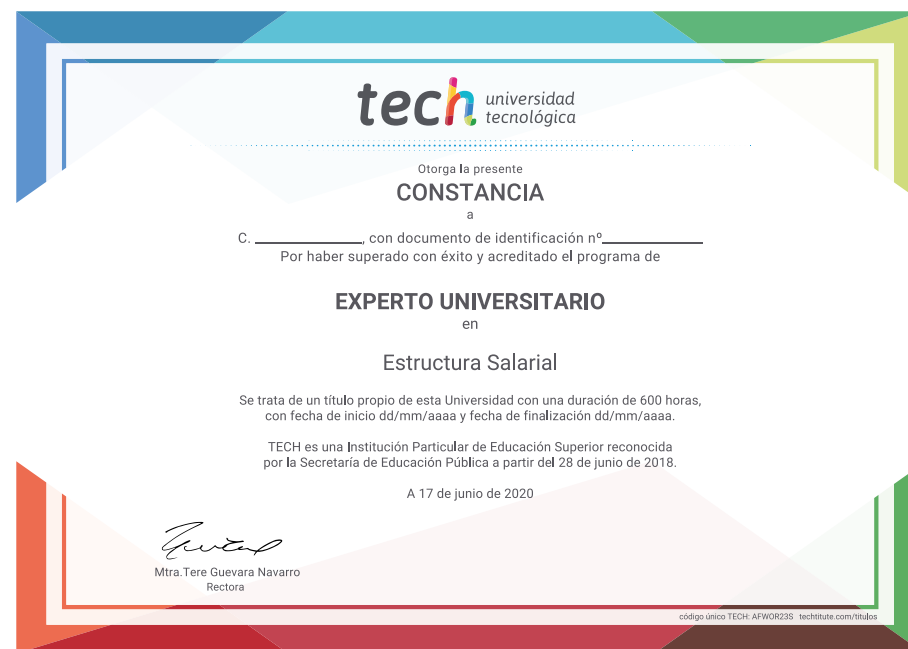 tech universidad
tecnológica
Otorga la presente
CONSTANCIA
a
C. ____________, con documento de identificación nº____________
Por haber superado con éxito y acreditado el programa de
EXPERTO UNIVERSITARIO
en
Estructura Salarial
Se trata de un título propio de esta Universidad con una duración de 600 horas,
con fecha de inicio dd/mm/aaaa y fecha de finalización dd/mm/aaaa.
TECH es una Institución Particular de Educación Superior reconocida
por la Secretaría de Educación Pública a partir del 28 de junio de 2018.
A 17 de junio de 2020
Mtra.Tere Guevara Navarro
Rectora
código único TECH: AFWOR23S techtitute.com/titulos